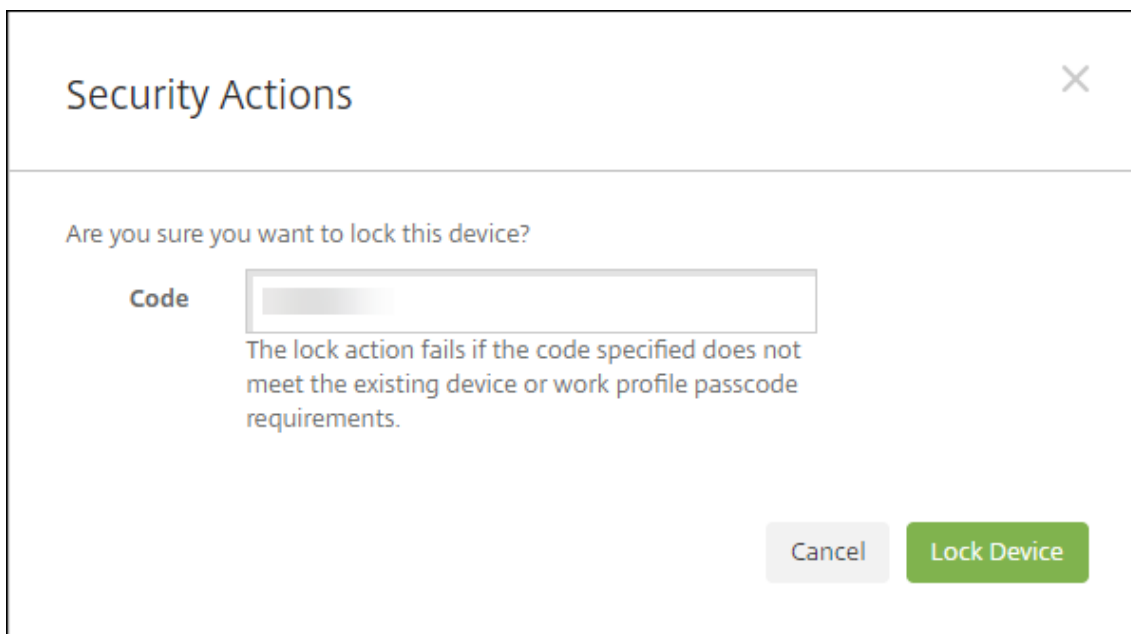 Security Actions
Are you sure you want to lock this device?
Code
The lock action fails if the code specified does not
meet the existing device or work profile passcode
requirements.
Cancel
Lock Device